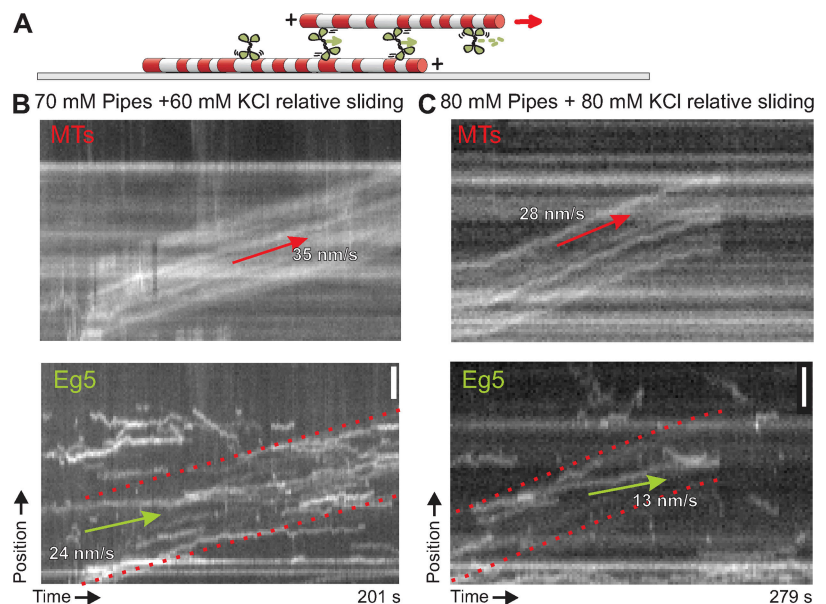 A
+
+
B 70 mM Pipes +60 mM KCl relative sliding
MTs
35 nm/s
Eg5
24 nm/s
Position
Time
201 s
C 80 mM Pipes + 80 mM KCl relative sliding
MTs
28 nm/s
Eg5
13 nm/s
Position
Time
279 s